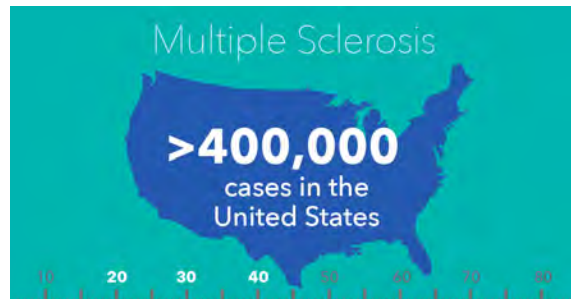 Multiple Sclerosis
>400,000
cases in the
United States
10 20 30 40 50 60 70 80